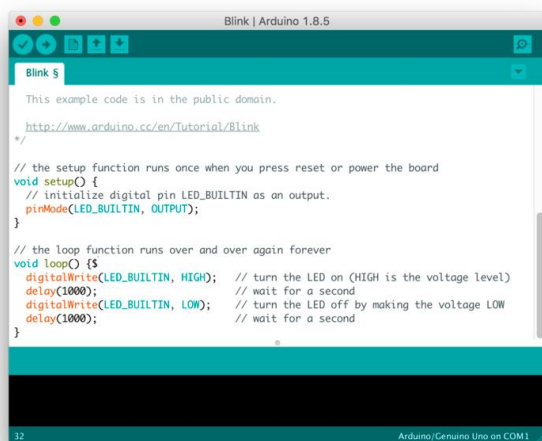 Blink | Arduino 1.8.5
Blink §
This example code is in the public domain.
http://www.arduino.cc/en/Tutorial/Blink
*/
// the setup function runs once when you press reset or power the board
void setup() {
// initialize digital pin LED_BUILTIN as an output.
pinMode(LED_BUILTIN, OUTPUT);
}
// the loop function runs over and over again forever
void loop() {$
digitalWrite(LED_BUILTIN, HIGH); // turn the LED on (HIGH is the voltage level)
delay(1000); // wait for a second
digitalWrite(LED_BUILTIN, LOW); // turn the LED off by making the voltage LOW
delay(1000); // wait for a second
}
32 Arduino/Genuino Uno on COM1